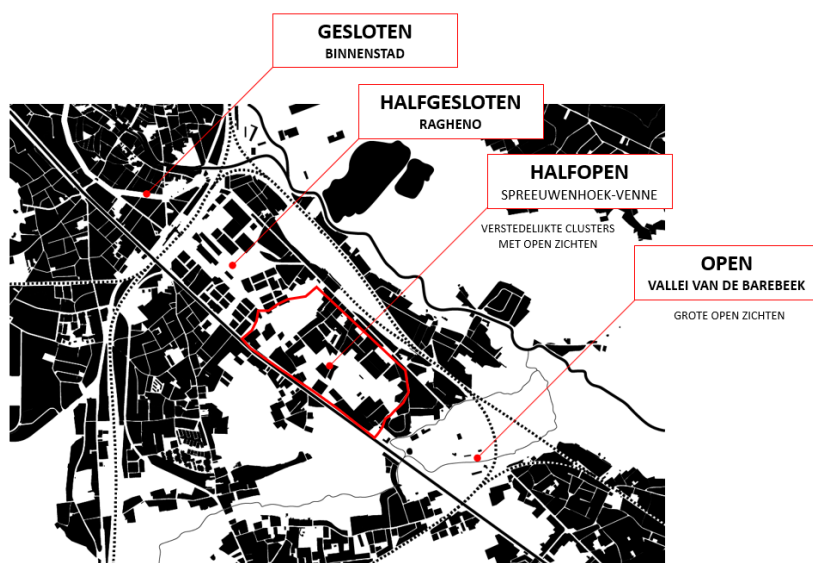 GESLOTEN
BINNENSTAD
HALFGESLOTEN
RAGHENO
HALFOPEN
SPREEUWENHOEK-VENNE
VERSTEDELIJKTE CLUSTERS
MET OPEN ZICHTEN
OPEN
VALLEI VAN DE BAREBEEK
GROTE OPEN ZICHTEN